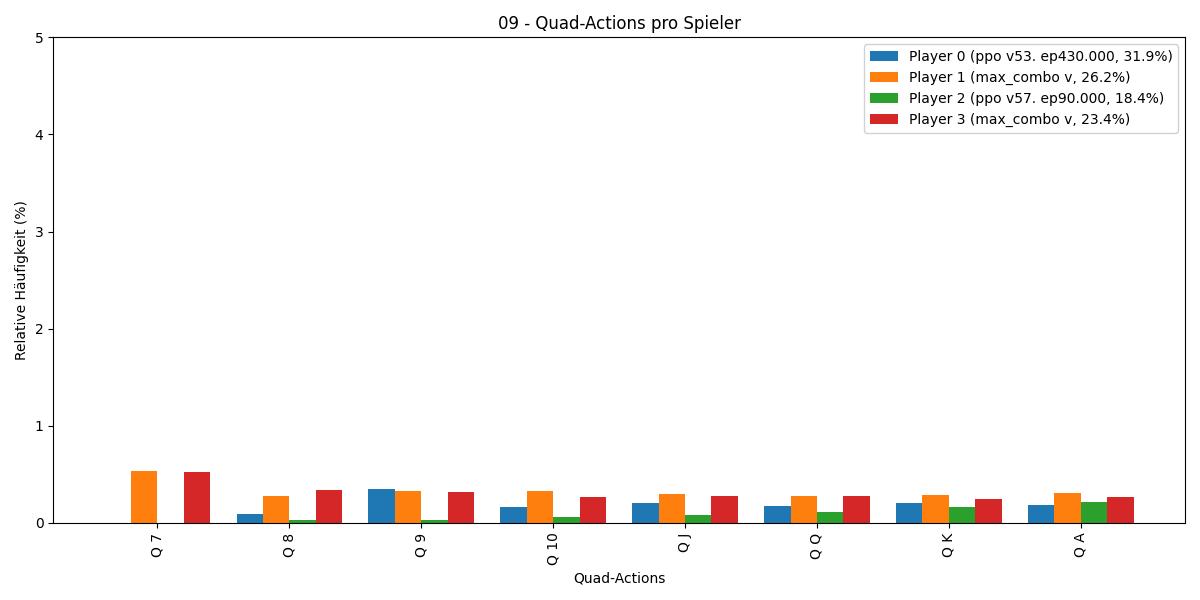 09 - Quad-Actions pro Spieler
Player 0 (ppo v53. ep430.000, 31.9%)
Player 1 (max_combo v, 26.2%)
Player 2 (ppo v57. ep90.000, 18.4%)
Player 3 (max_combo v, 23.4%)
Relative Häufigkeit (%)
5
4
3
2
1
0
Q 7
Q 8
Q 9
Q 10
Q J
Q Q
Q K
Q A
Quad-Actions